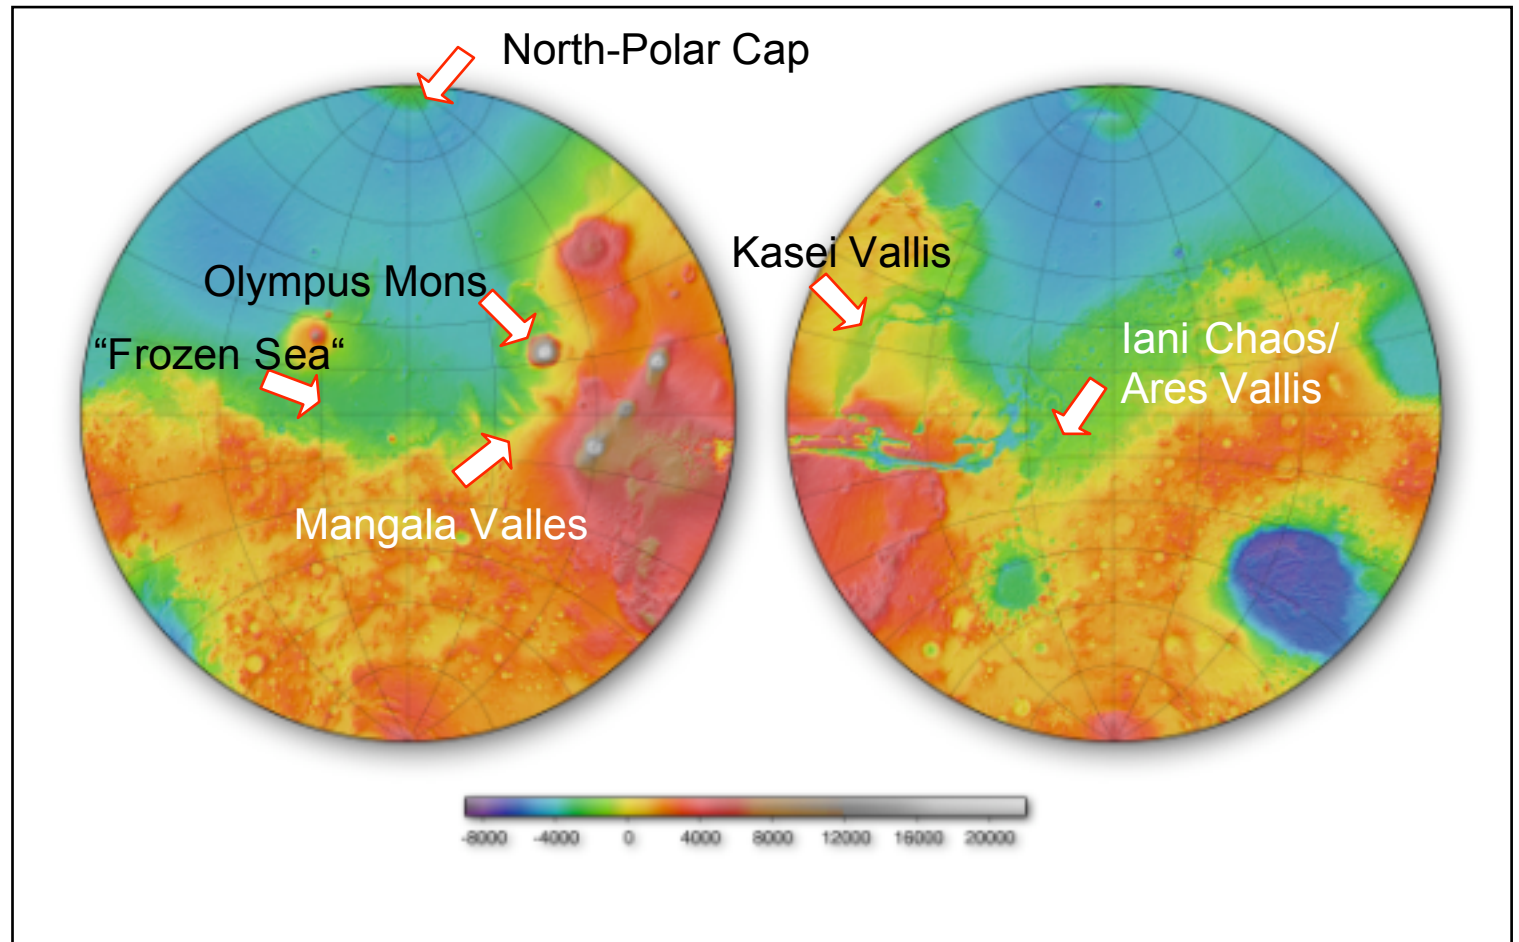 North-Polar Cap
Kasei Vallis
Olympus Mons
Iani Chaos/
Ares Vallis
“Frozen Sea“
Mangala Valles
-8000 -4000 0 4000 8000 12000 16000 20000